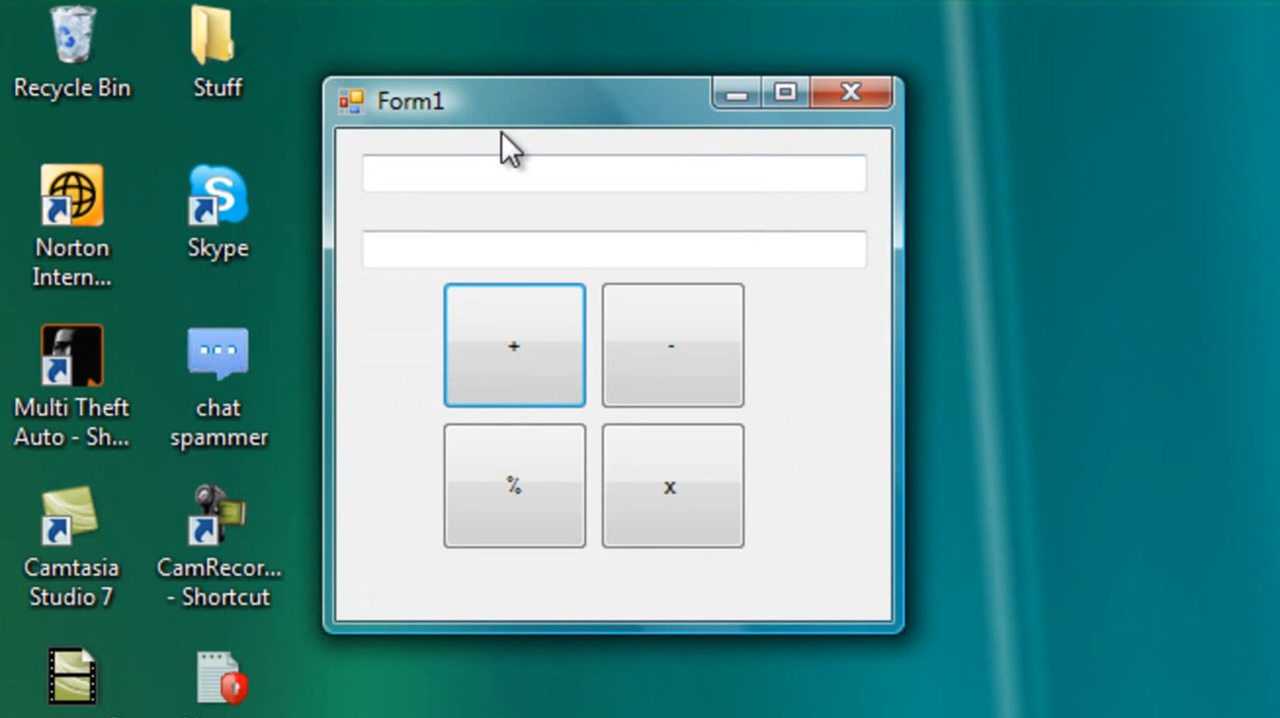 Recycle Bin
Stuff
Norton
Intern...
Skype
Multi Theft
Auto - Sh...
chat
spammer
Camtasia
Studio 7
CamRecor...
- Shortcut
Form1
+
-
%
x